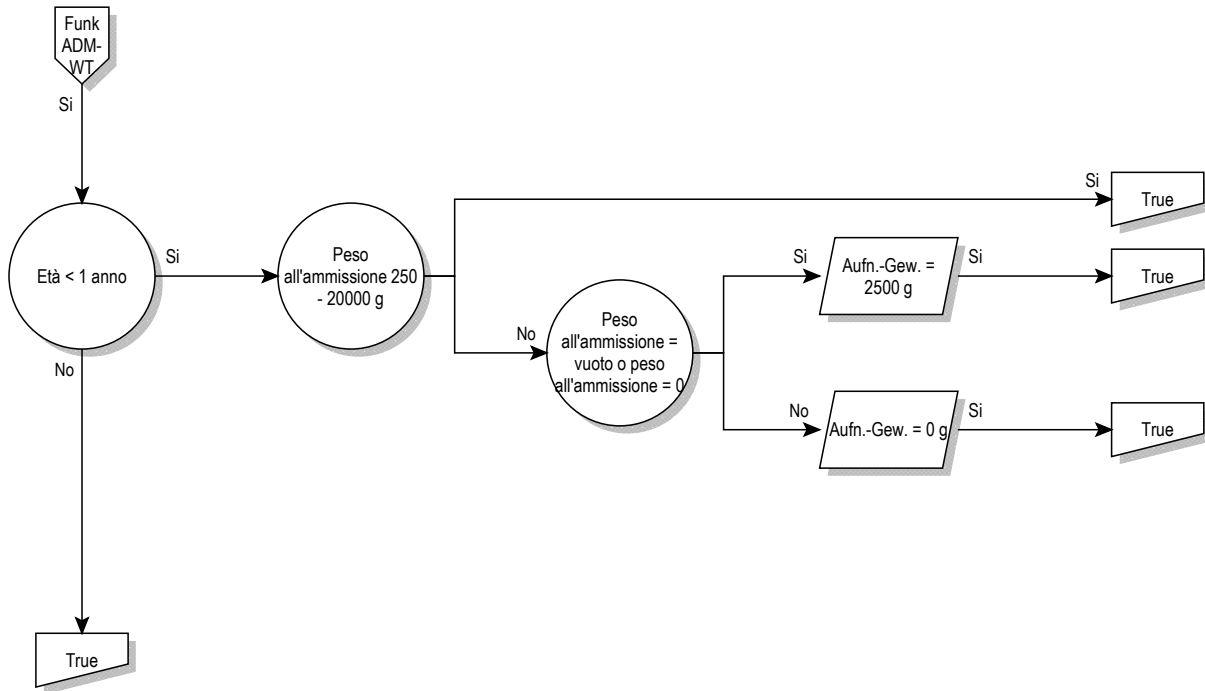 Funk
ADM-
WT
Si
Età < 1 anno
Si
No
True
Peso
all'ammissione 250
- 20000 g
Si
True
No
Peso
all'ammissione =
vuoto o peso
all'ammissione = 0
Si
Aufn.-Gew. =
2500 g
Si
True
No
Aufn.-Gew. = 0 g
Si
True